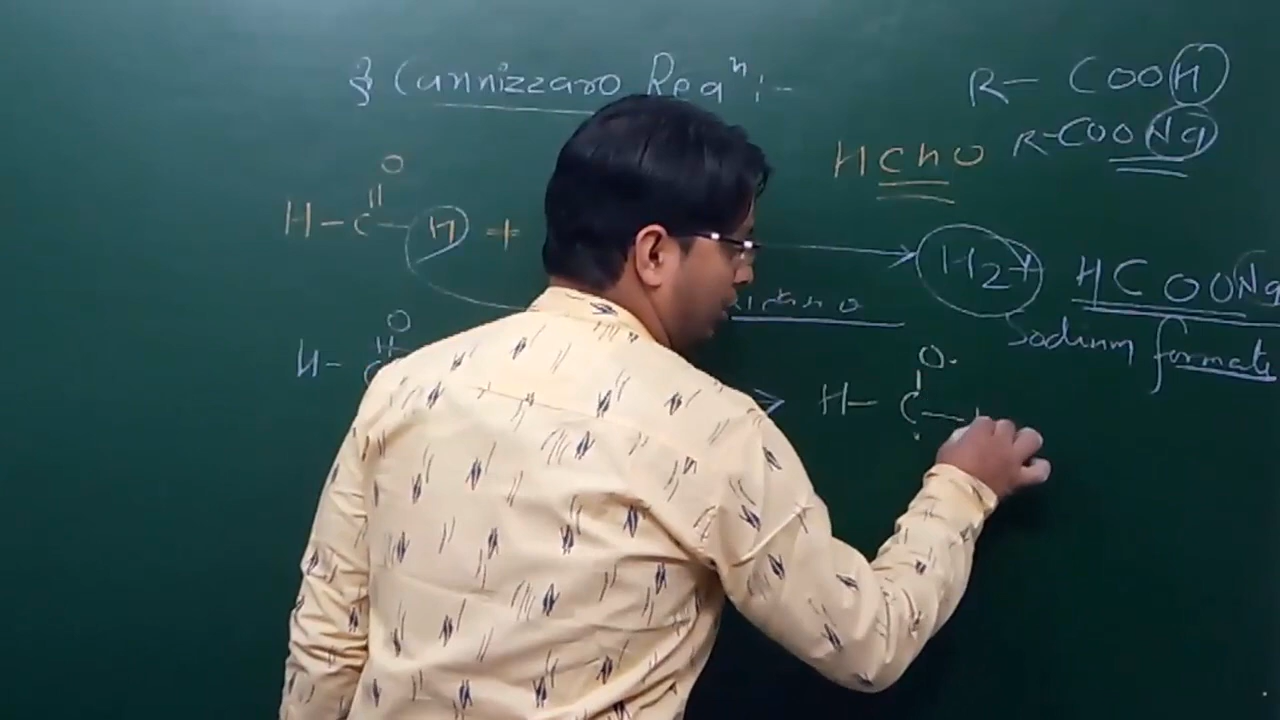 § Cannizzaro Reaⁿ :-
R- COOH
R-COONa
HCHO
O
||
H-C-H +
H2+ HCOONa
Sodium formate
O
H-
O
H- C-